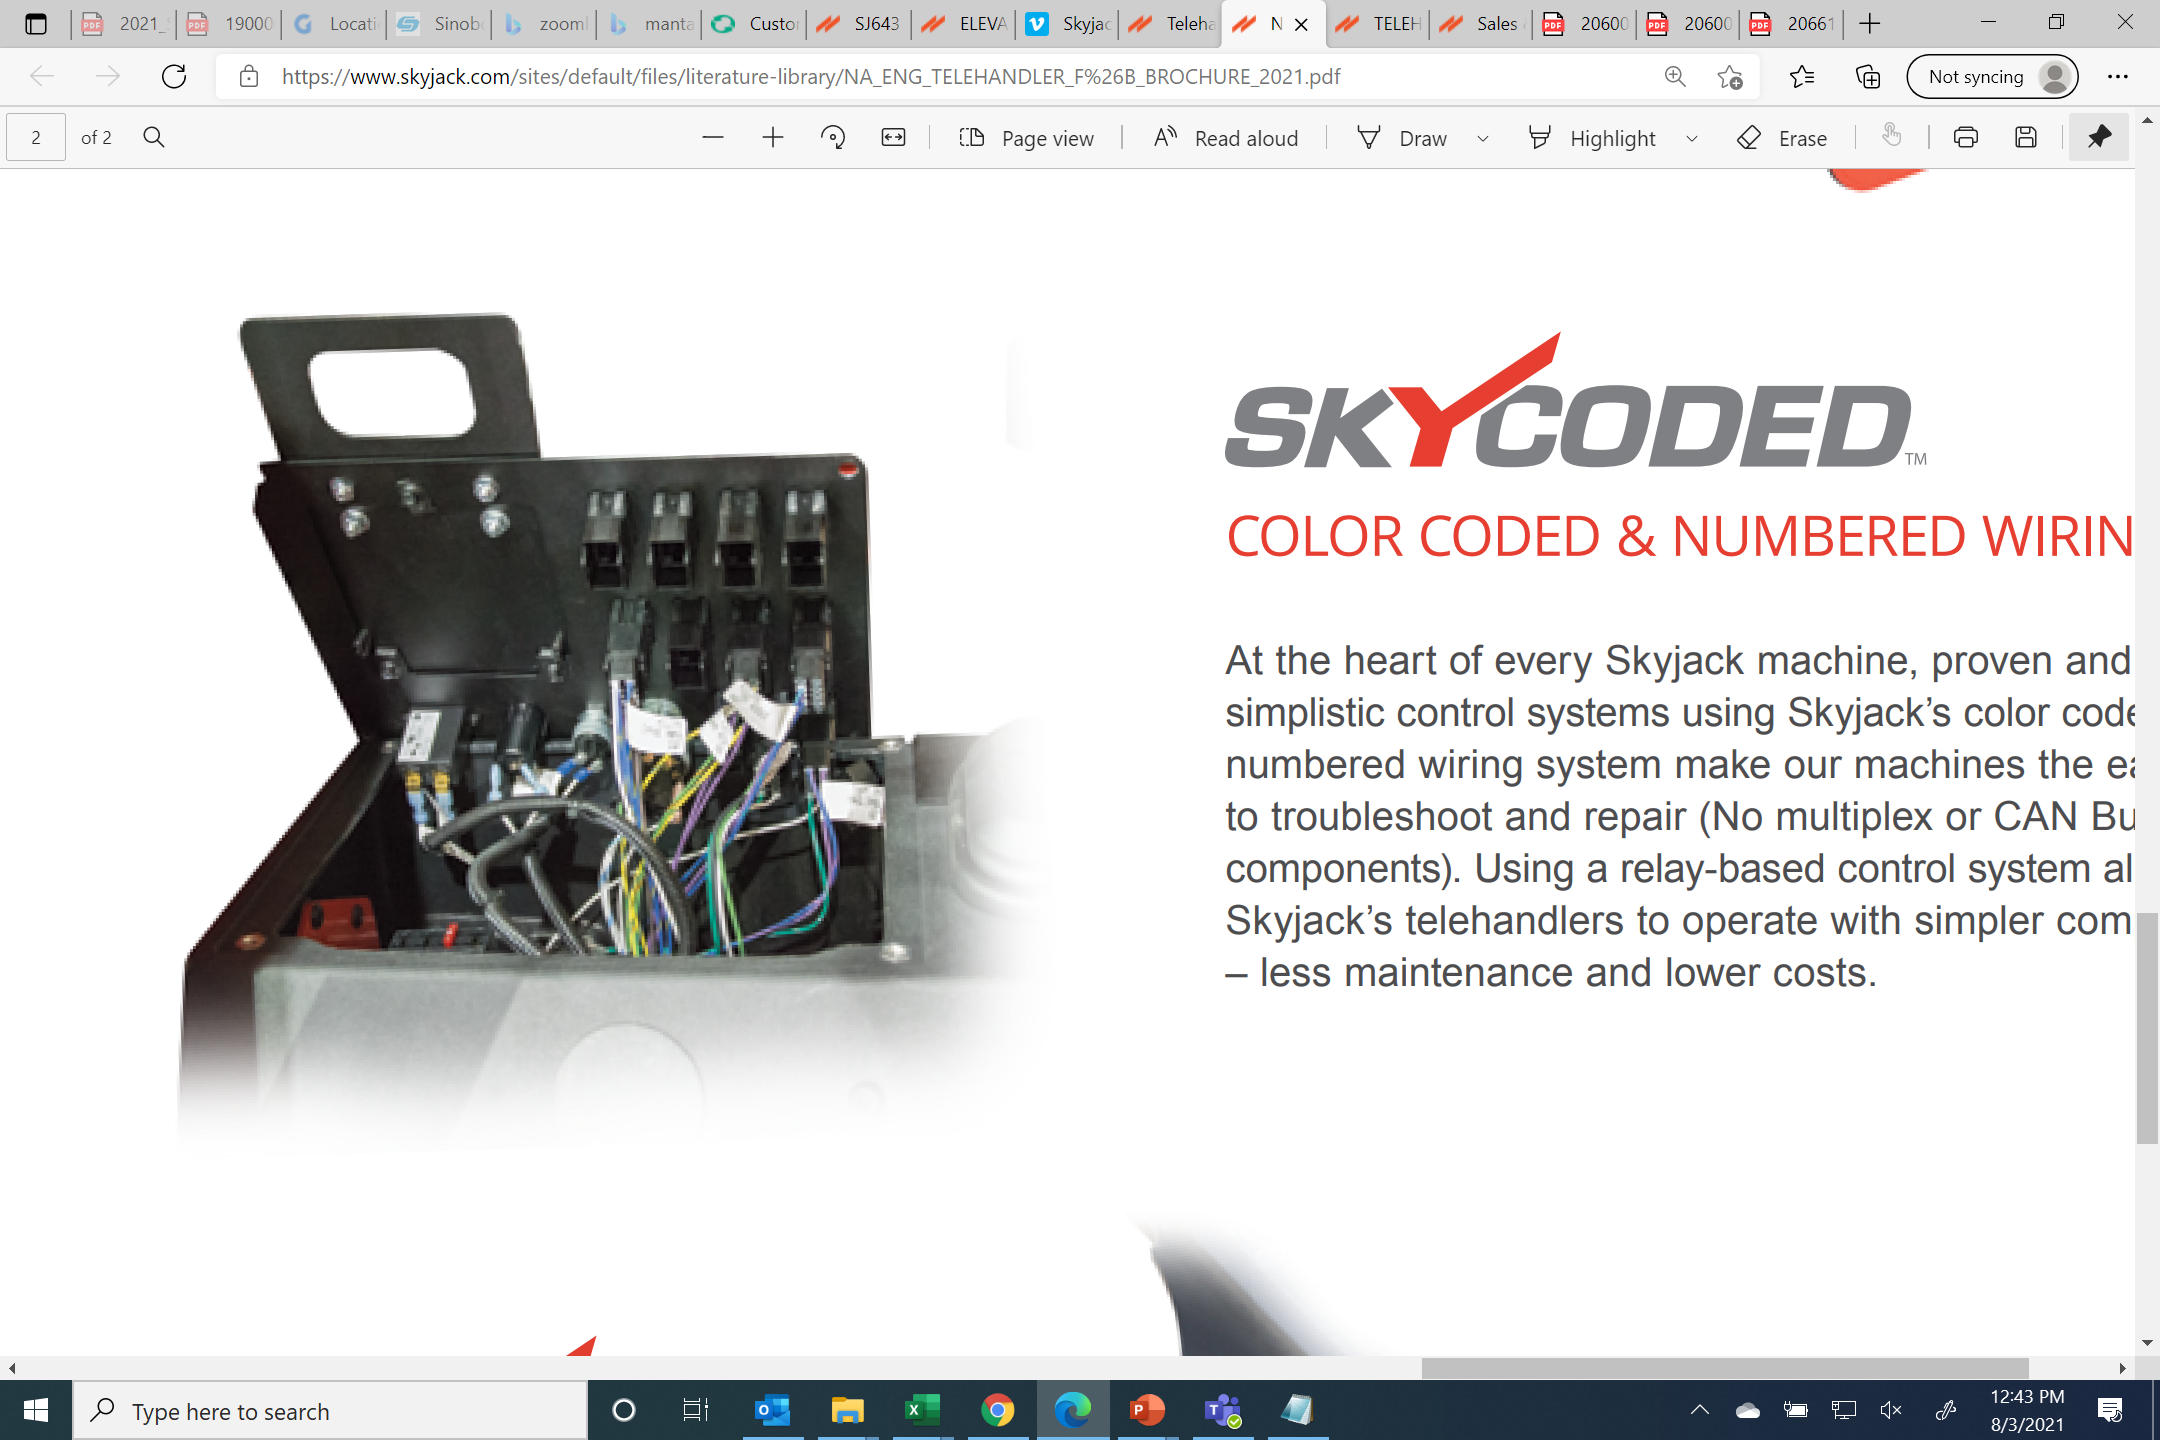 2021_
19000
Locati
Sinob
zooml
manta
Custo
SJ643
ELEVA
Skyjac
Teleha
N
TELEH
Sales
20600
20600
20661
https://www.skyjack.com/sites/default/files/literature-library/NA_ENG_TELEHANDLER_F%26B_BROCHURE_2021.pdf
Not syncing
2 of 2
Page view
Read aloud
Draw
Highlight
Erase
SKYCODED™
COLOR CODED & NUMBERED WIRIN
At the heart of every Skyjack machine, proven and
simplistic control systems using Skyjack’s color code
numbered wiring system make our machines the ea
to troubleshoot and repair (No multiplex or CAN Bu
components). Using a relay-based control system al
Skyjack’s telehandlers to operate with simpler com
– less maintenance and lower costs.
Type here to search
12:43 PM
8/3/2021